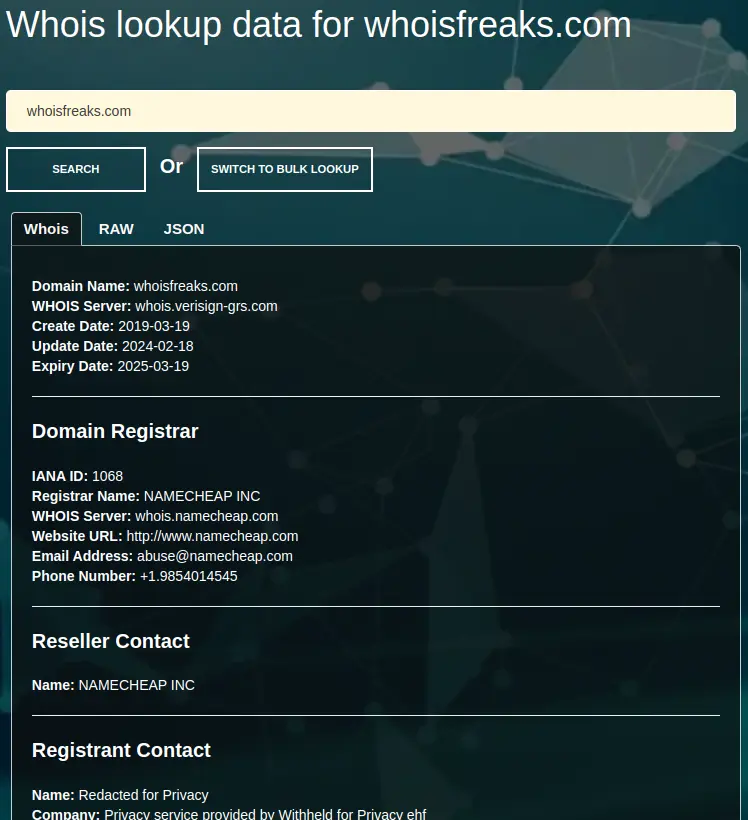 Whois lookup data for whoisfreaks.com
whoisfreaks.com
SEARCH Or SWITCH TO BULK LOOKUP
Whois RAW JSON
Domain Name: whoisfreaks.com
WHOIS Server: whois.verisign-grs.com
Create Date: 2019-03-19
Update Date: 2024-02-18
Expiry Date: 2025-03-19
Domain Registrar
IANA ID: 1068
Registrar Name: NAMECHEAP INC
WHOIS Server: whois.namecheap.com
Website URL: http://www.namecheap.com
Email Address: abuse@namecheap.com
Phone Number: +1.9854014545
Reseller Contact
Name: NAMECHEAP INC
Registrant Contact
Name: Redacted for Privacy
Company: Privacy service provided by Withheld for Privacy ehf